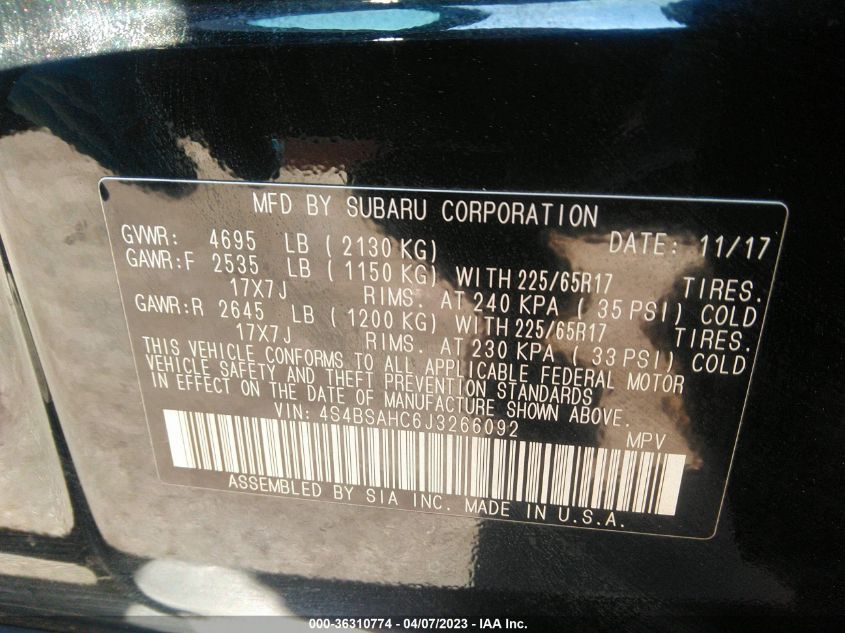 MFD BY SUBARU CORPORATION
GVWR: 4695 LB ( 2130 KG) DATE: 11/17
GAWR:F 2535 LB ( 1150 KG) WITH 225/65R17 TIRES.
17X7J RIMS. AT 240 KPA ( 35 PSI) COLD
GAWR:R 2645 LB ( 1200 KG) WITH 225/65R17 TIRES.
17X7J RIMS. AT 230 KPA ( 33 PSI) COLD
THIS VEHICLE CONFORMS TO ALL APPLICABLE FEDERAL MOTOR
VEHICLE SAFETY AND THEFT PREVENTION STANDARDS
IN EFFECT ON THE DATE OF MANUFACTURE SHOWN ABOVE.
VIN: 4S4BSAHC6J3266092 MPV
ASSEMBLED BY SIA INC. MADE IN U.S.A.
000-36310774 - 04/07/2023 - IAA Inc.